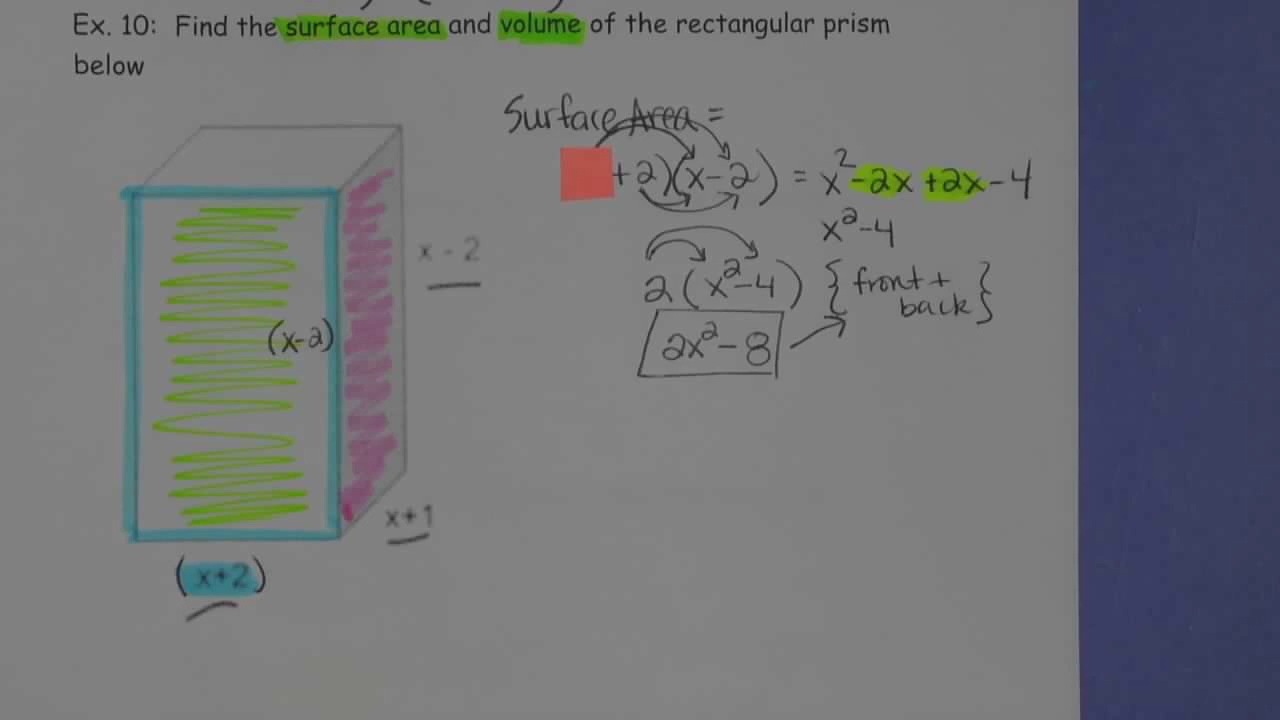 Ex. 10: Find the surface area and volume of the rectangular prism
below
Surface Area =
+2)(x-2) = x²-2x +2x-4
x²-4
2(x²-4) {front+
back}
2x²-8
x - 2
(x-2)
x+1
(x+2)